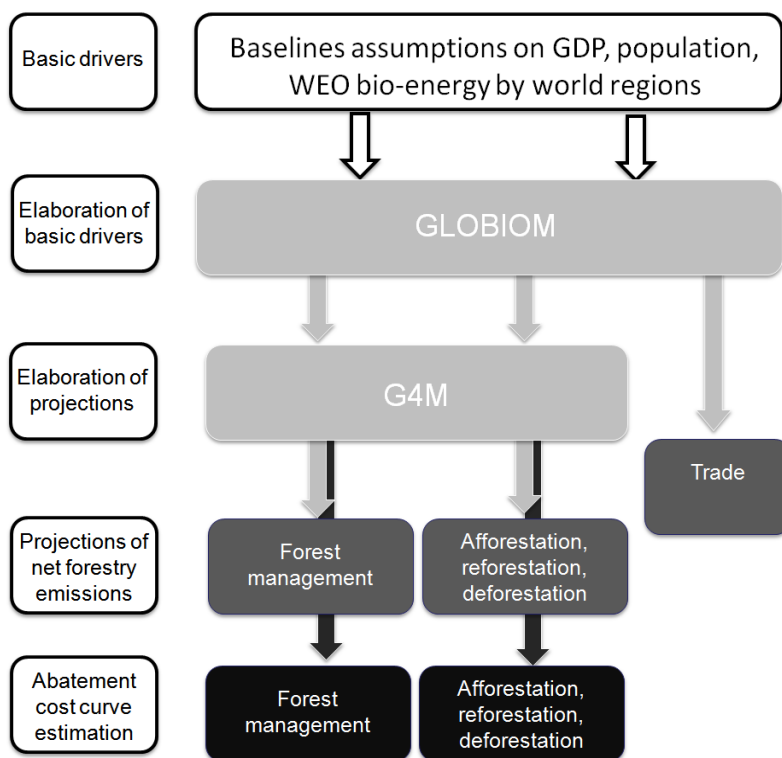 Basic drivers
Baselines assumptions on GDP, population,
WEO bio-energy by world regions
Elaboration of
basic drivers
GLOBIOM
Elaboration of
projections
G4M
Trade
Projections of
net forestry
emissions
Forest
management
Afforestation,
reforestation,
deforestation
Abatement
cost curve
estimation
Forest
management
Afforestation,
reforestation,
deforestation